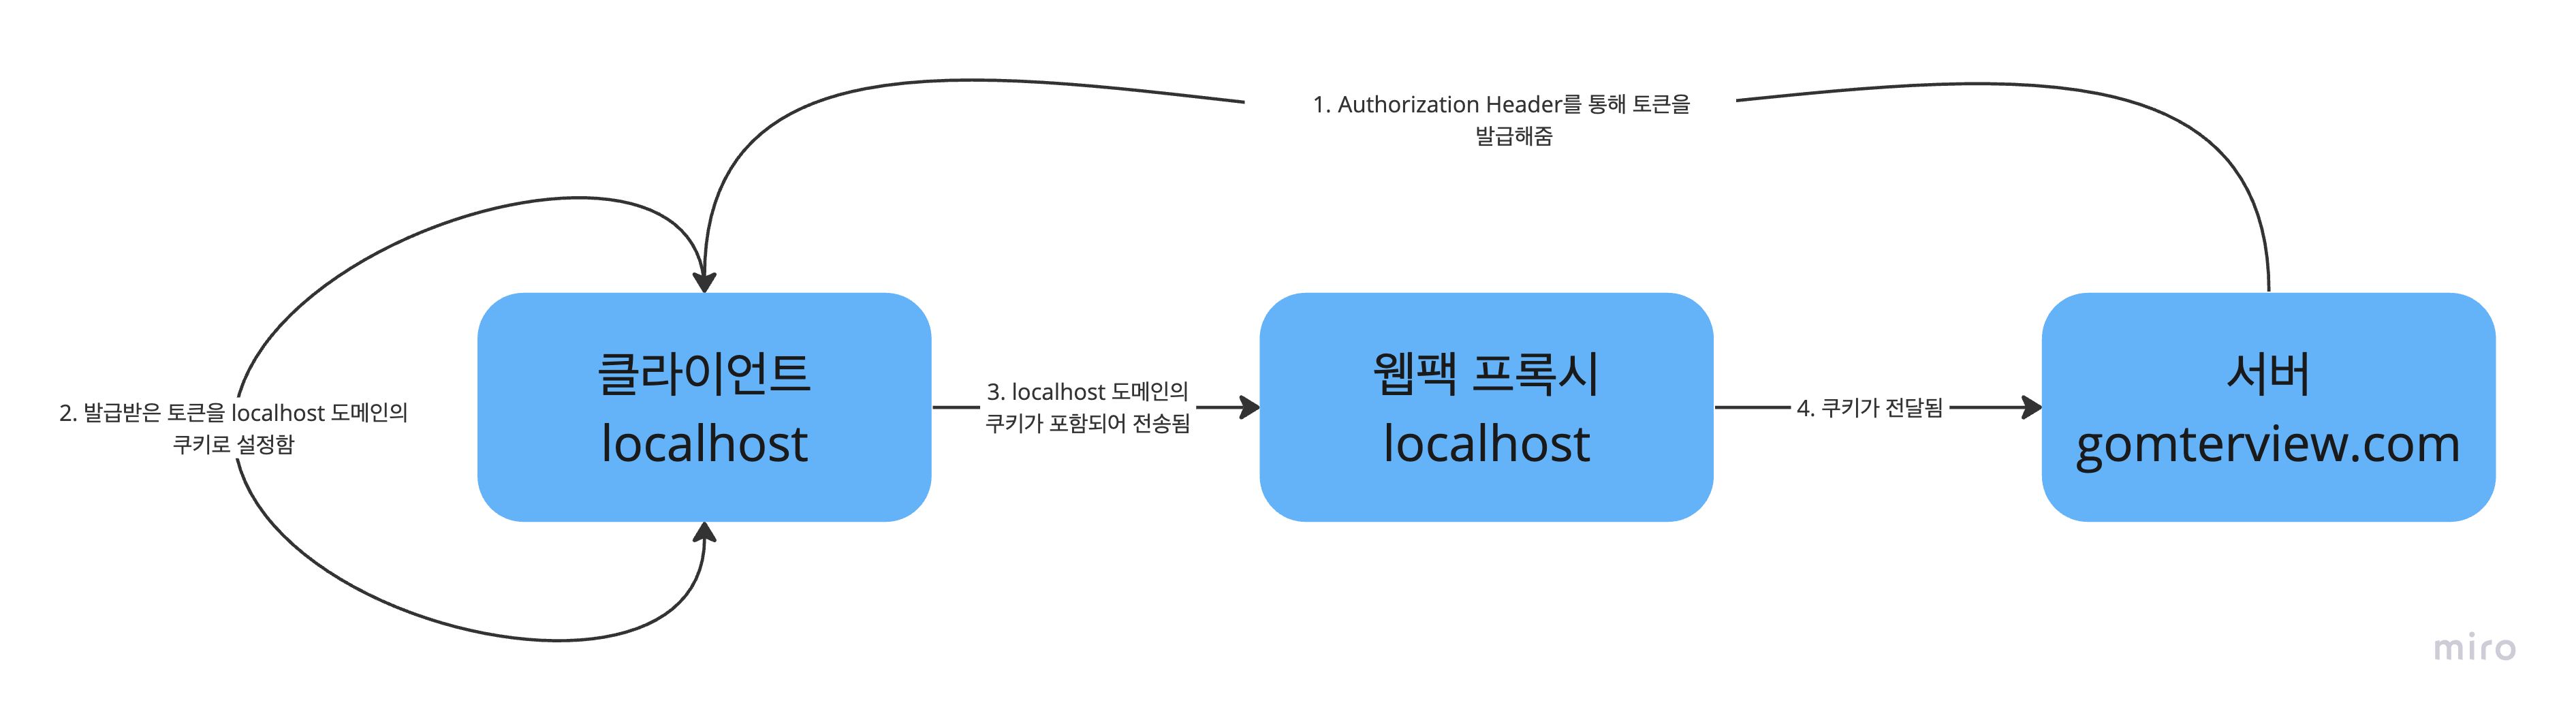 1. Authorization Header를 통해 토큰을
발급해줌
2. 발급받은 토큰을 localhost 도메인의
쿠키로 설정함
클라이언트
localhost
3. localhost 도메인의
쿠키가 포함되어 전송됨
웹팩 프록시
localhost
4. 쿠키가 전달됨
서버
gomterview.com
miro